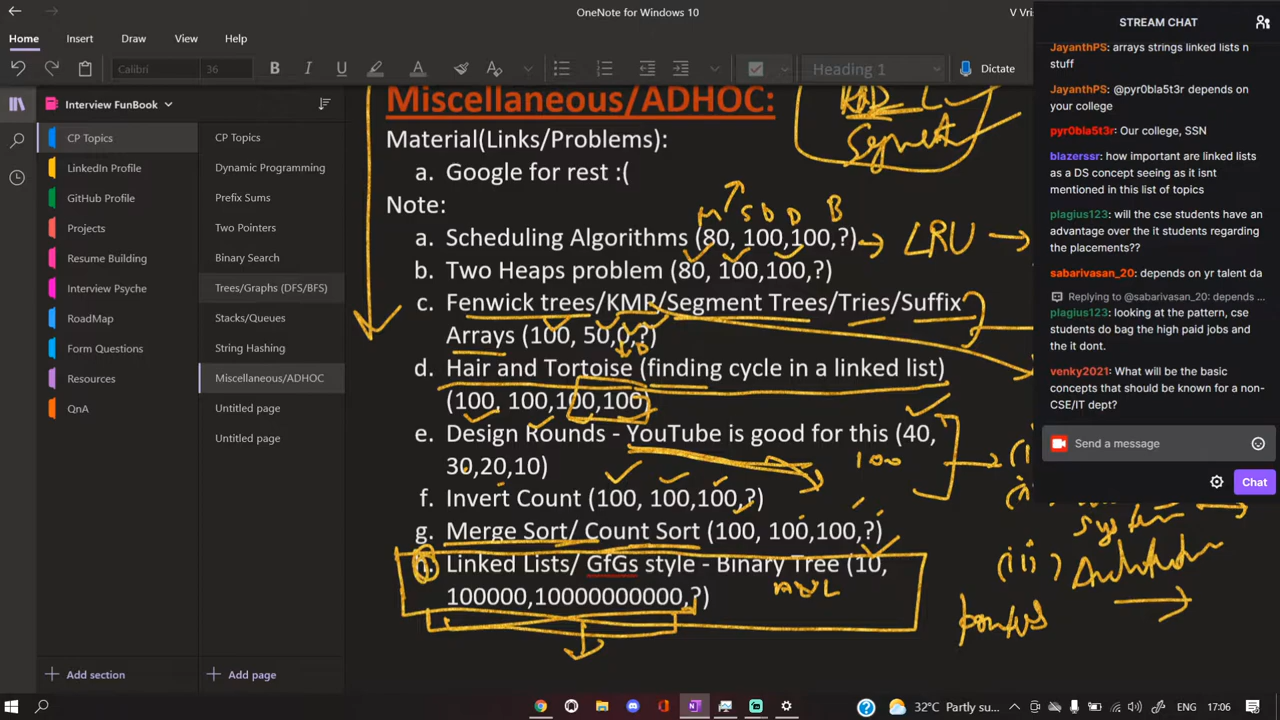 OneNote for Windows 10
V Vri
Home
Insert
Draw
View
Help
Calibri
36
B
I
U
A
Heading 1
Dictate
Interview FunBook
CP Topics
LinkedIn Profile
GitHub Profile
Projects
Resume Building
Interview Psyche
RoadMap
Form Questions
Resources
QnA
Add section
CP Topics
Dynamic Programming
Prefix Sums
Two Pointers
Binary Search
Trees/Graphs (DFS/BFS)
Stacks/Queues
String Hashing
Miscellaneous/ADHOC
Untitled page
Untitled page
Add page
Miscellaneous/ADHOC:
Material(Links/Problems):
a. Google for rest :(
Note:
M S D D B
a. Scheduling Algorithms (80, 100,100,?) LRU
b. Two Heaps problem (80, 100,100,?)
c. Fenwick trees/KMP/Segment Trees/Tries/Suffix
Arrays (100, 50,0,?)
d. Hair and Tortoise (finding cycle in a linked list)
(100, 100,100,100)
e. Design Rounds - YouTube is good for this (40,
30,20,10)
100
f. Invert Count (100, 100,100,?)
g. Merge Sort/ Count Sort (100, 100,100,?)
h. Linked Lists/ GfGs style - Binary Tree (10,
100000,10000000000,?)
Segment
system
(iii)
STREAM CHAT
JayanthPS: arrays strings linked lists n
stuff
JayanthPS: @pyr0bla5t3r depends on
your college
pyr0bla5t3r: Our college, SSN
blazerssr: how important are linked lists
as a DS concept seeing as it isnt
mentioned in this list of topics
plagius123: will the cse students have an
advantage over the it students regarding
the placements??
sabarivasan_20: depends on yr talent da
Replying to @sabarivasan_20: depends ...
plagius123: looking at the pattern, cse
students do bag the high paid jobs and
the it dont.
venky2021: What will be the basic
concepts that should be known for a non-
CSE/IT dept?
Send a message
Chat
32°C Partly su...
ENG
17:06